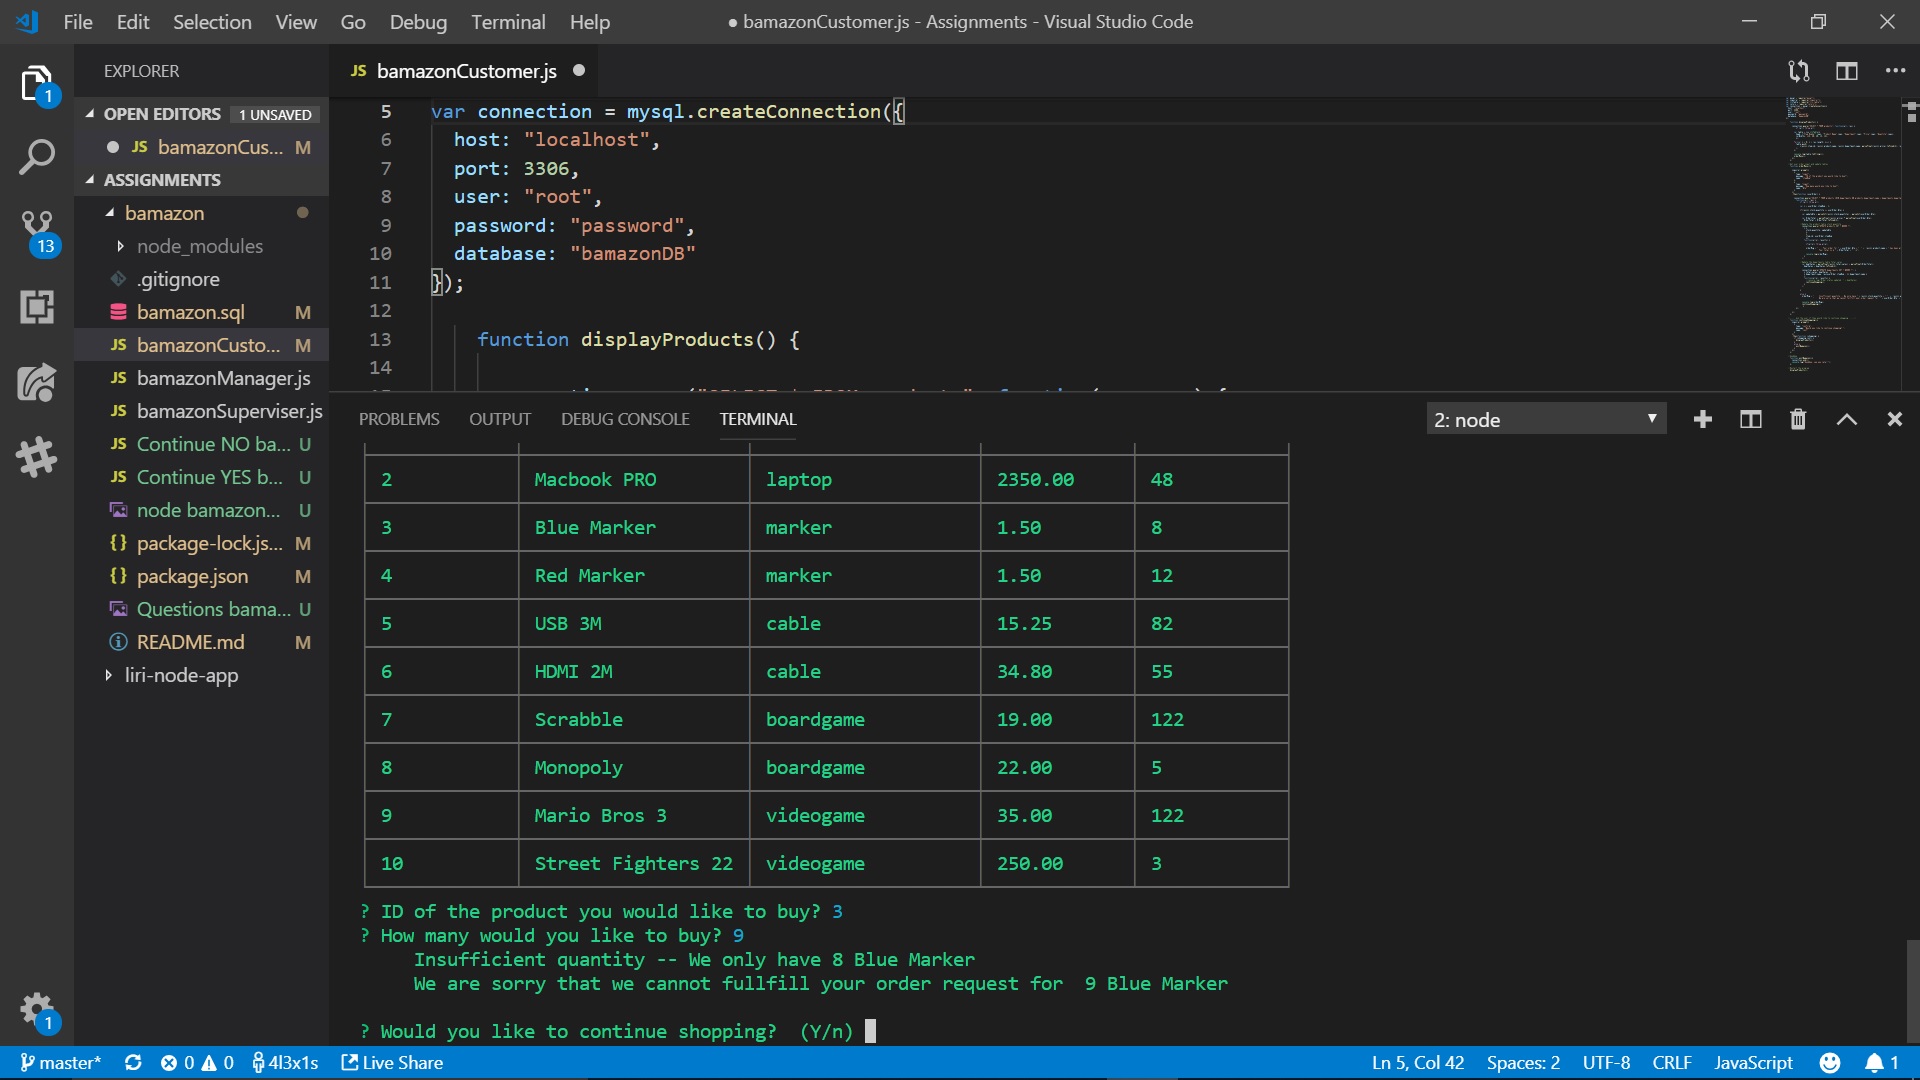 File Edit Selection View Go Debug Terminal Help
● bamazonCustomer.js - Assignments - Visual Studio Code
EXPLORER
OPEN EDITORS 1 UNSAVED
JS bamazonCus... M
ASSIGNMENTS
bamazon
node_modules
.gitignore
bamazon.sql M
JS bamazonCusto... M
JS bamazonManager.js
JS bamazonSuperviser.js
JS Continue NO ba... U
JS Continue YES b... U
node bamazon... U
{} package-lock.js... M
{} package.json M
Questions bama... U
README.md M
liri-node-app
1
13
1
JS bamazonCustomer.js
5 var connection = mysql.createConnection({
6 host: "localhost",
7 port: 3306,
8 user: "root",
9 password: "password",
10 database: "bamazonDB"
11 });
12
13 function displayProducts() {
14
PROBLEMS OUTPUT DEBUG CONSOLE TERMINAL
2: node
2 Macbook PRO laptop 2350.00 48
3 Blue Marker marker 1.50 8
4 Red Marker marker 1.50 12
5 USB 3M cable 15.25 82
6 HDMI 2M cable 34.80 55
7 Scrabble boardgame 19.00 122
8 Monopoly boardgame 22.00 5
9 Mario Bros 3 videogame 35.00 122
10 Street Fighters 22 videogame 250.00 3
? ID of the product you would like to buy? 3
? How many would you like to buy? 9
Insufficient quantity -- We only have 8 Blue Marker
We are sorry that we cannot fullfill your order request for 9 Blue Marker
? Would you like to continue shopping? (Y/n)
master* 0 0 4l3x1s Live Share
Ln 5, Col 42 Spaces: 2 UTF-8 CRLF JavaScript 1